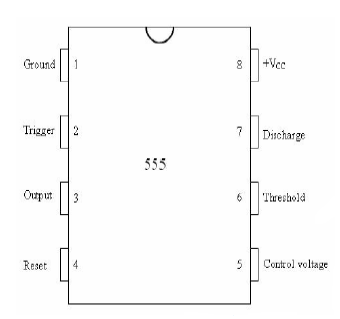 Ground 1 8 +Vcc
Trigger 2 7 Discharge
555
Output 3 6 Threshold
Reset 4 5 Control voltage